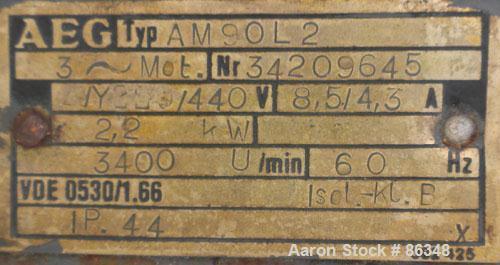 AEG Typ AM90L2
3 ~ Mot. Nr 34209645
/440 V 8,5/4,3 A
2,2 kW
3400 U/min 60 Hz
VDE 0530/1.66 Isol.-Kl. B
IP. 44 X
Aaron Stock # 86348